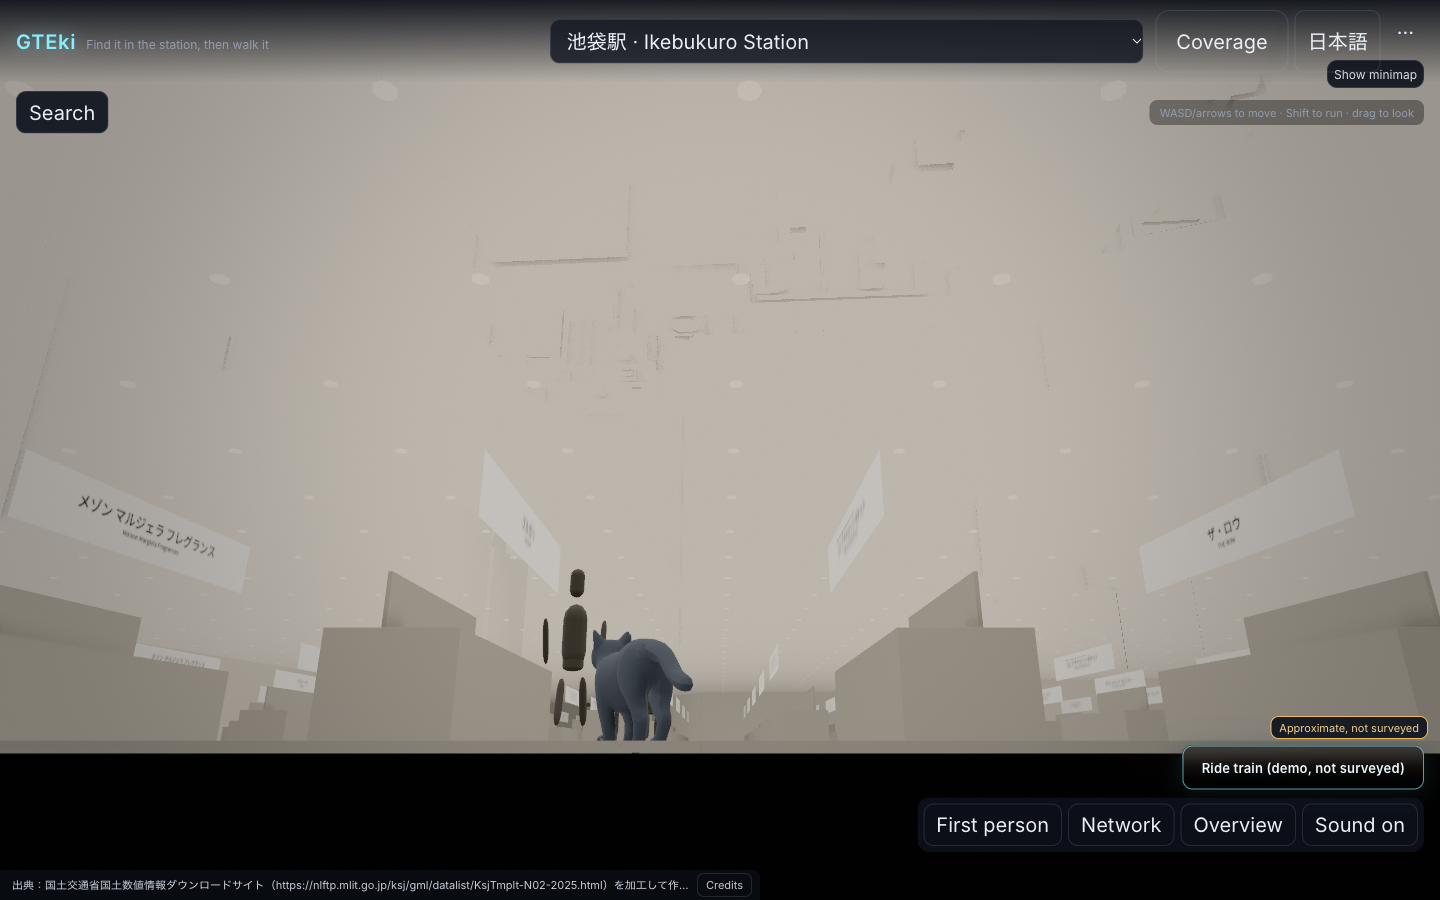 GTEki
Find it in the station, then walk it
池袋駅 · Ikebukuro Station
Coverage
日本語
...
Show minimap
Search
WASD/arrows to move · Shift to run · drag to look
メゾン マルジェラ フレグランス
Maison Margiela Fragrances
ザ・ロウ
THE ROW
Approximate, not surveyed
Ride train (demo, not surveyed)
First person
Network
Overview
Sound on
出典：国土交通省国土数値情報ダウンロードサイト（https://nlftp.mlit.go.jp/ksj/gml/datalist/KsjTmplt-N02-2025.html）を加工して作...
Credits